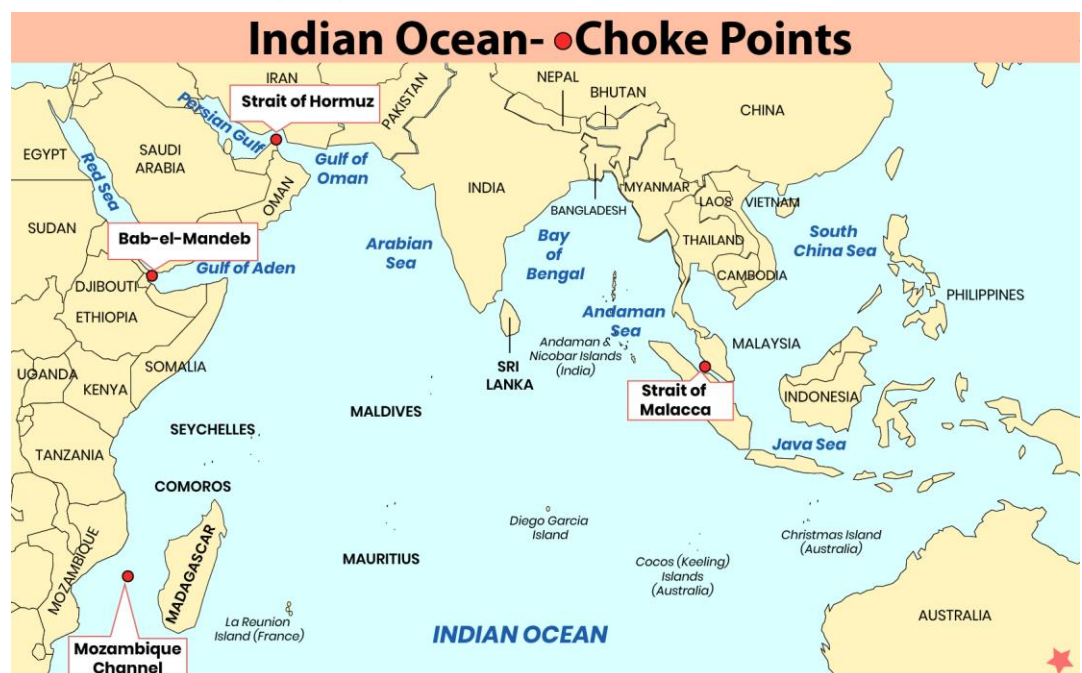 Indian Ocean- Choke Points
NEPAL
IRAN
BHUTAN
Strait of Hormuz
PAKISTAN
CHINA
Persian Gulf
EGYPT
SAUDI
ARABIA
Gulf of
Oman
Red Sea
INDIA
MYANMAR
OMAN
LAOS
VIETNAM
BANGLADESH
SUDAN
Bab-el-Mandeb
Arabian
Sea
Bay
of
Bengal
THAILAND
South
China Sea
Gulf of Aden
CAMBODIA
DJIBOUTI
PHILIPPINES
ETHIOPIA
Andaman
Sea
Andaman &
Nicobar Islands
(India)
MALAYSIA
SOMALIA
UGANDA
KENYA
SRI
LANKA
Strait of
Malacca
INDONESIA
MALDIVES
SEYCHELLES
Java Sea
TANZANIA
COMOROS
Diego Garcia
Island
Christmas Island
(Australia)
MOZAMBIQUE
MADAGASCAR
MAURITIUS
Cocos (Keeling)
Islands
(Australia)
AUSTRALIA
La Reunion
Island (France)
INDIAN OCEAN
Mozambique
Channel